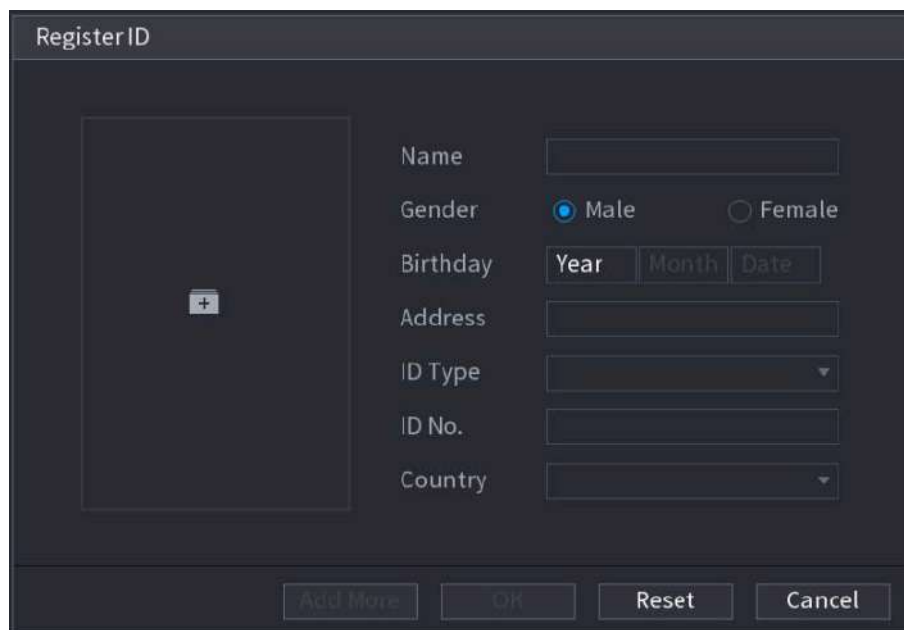 Register ID
Name
Gender Male Female
Birthday Year Month Date
Address
ID Type
ID No.
Country
Add More OK Reset Cancel